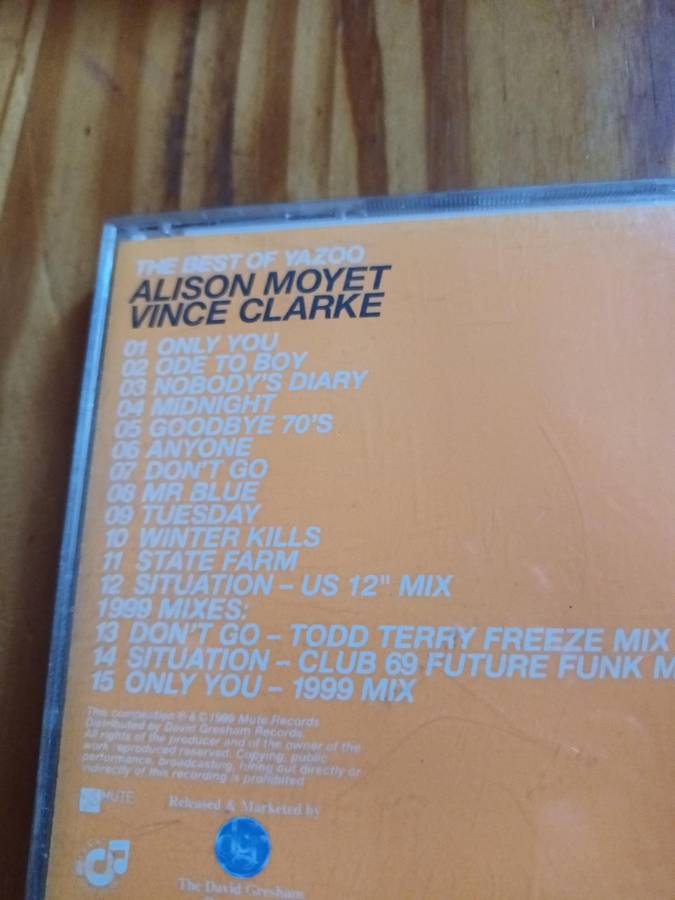 THE BEST OF YAZOO
ALISON MOYET
VINCE CLARKE
01 ONLY YOU
02 ODE TO BOY
03 NOBODY'S DIARY
04 MIDNIGHT
05 GOODBYE 70'S
06 ANYONE
07 DON'T GO
08 MR BLUE
09 TUESDAY
10 WINTER KILLS
11 STATE FARM
12 SITUATION – US 12" MIX
1999 MIXES:
13 DON'T GO – TODD TERRY FREEZE MIX
14 SITUATION – CLUB 69 FUTURE FUNK M
15 ONLY YOU – 1999 MIX
This compilation ℗ & © 1999 Mute Records
Distributed by David Gresham Records.
All rights of the producer and of the owner of the
work reproduced reserved. Copying, public
performance, broadcasting, hiring out directly or
indirectly of this recording is prohibited
MUTE
Released & Marketed by
The David Gresham